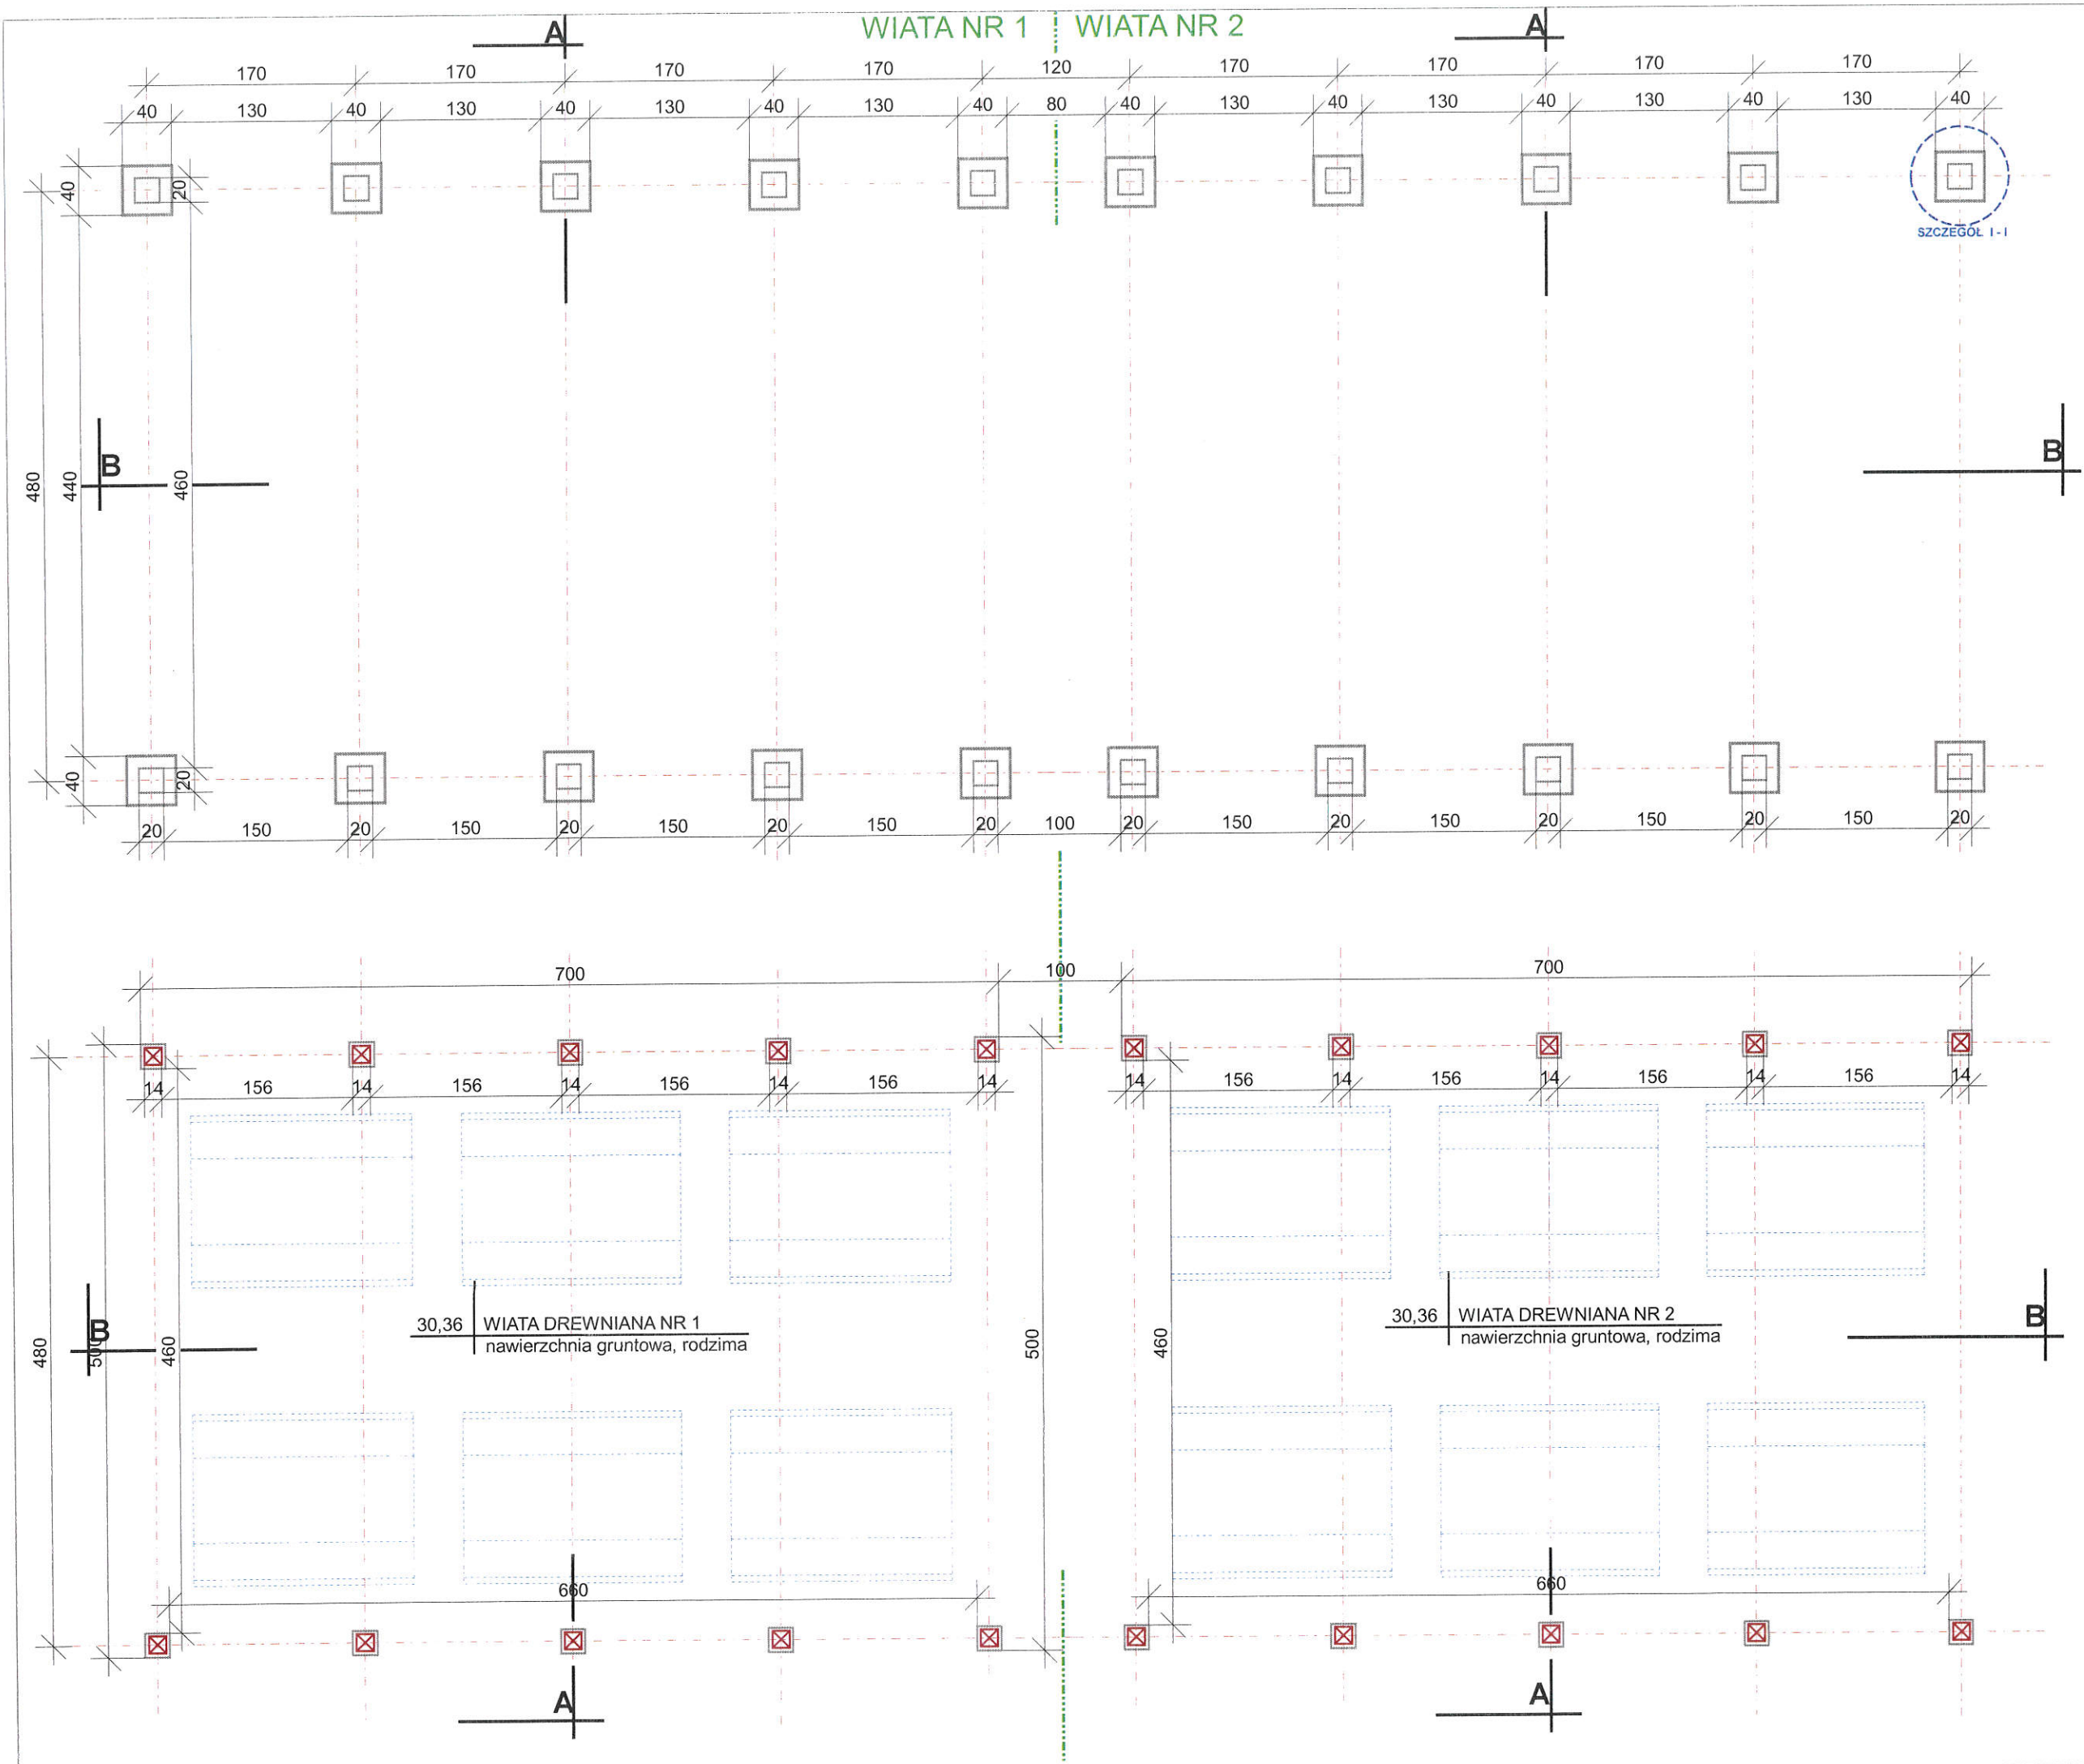 A WIATA NR 1 WIATA NR 2 A
170 170 170 170 120 170 170 170 170
40 130 40 130 40 130 40 130 40 80 40 130 40 130 40 130 40 130 40
40 20
SZCZEGÓŁ I - I
B B
480 440 460
40 20
20 150 20 150 20 150 20 150 20 100 20 150 20 150 20 150 20 150 20
700 100 700
14 156 14 156 14 156 14 156 14 14 156 14 156 14 156 14 156 14
30,36 WIATA DREWNIANA NR 1
nawierzchnia gruntowa, rodzima
30,36 WIATA DREWNIANA NR 2
nawierzchnia gruntowa, rodzima
B B
480 500 460 500 460
660 660
A A